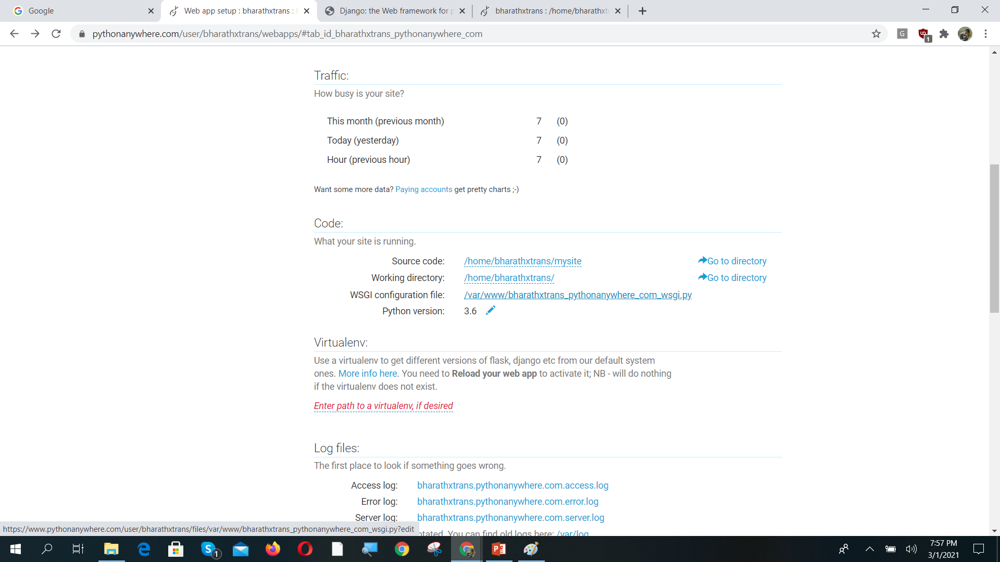 Google
Web app setup : bharathxtrans :
Django: the Web framework for
bharathxtrans : /home/bharathxt
pythonanywhere.com/user/bharathxtrans/webapps/#tab_id_bharathxtrans_pythonanywhere_com
G
1
Traffic:
How busy is your site?
This month (previous month) 7 (0)
Today (yesterday) 7 (0)
Hour (previous hour) 7 (0)
Want some more data? Paying accounts get pretty charts ;-)
Code:
What your site is running.
Source code: /home/bharathxtrans/mysite Go to directory
Working directory: /home/bharathxtrans/ Go to directory
WSGI configuration file: /var/www/bharathxtrans_pythonanywhere_com_wsgi.py
Python version: 3.6
Virtualenv:
Use a virtualenv to get different versions of flask, django etc from our default system
ones. More info here. You need to Reload your web app to activate it; NB - will do nothing
if the virtualenv does not exist.
Enter path to a virtualenv, if desired
Log files:
The first place to look if something goes wrong.
Access log: bharathxtrans.pythonanywhere.com.access.log
Error log: bharathxtrans.pythonanywhere.com.error.log
Server log: bharathxtrans.pythonanywhere.com.server.log
You can find old logs here: /var/log
https://www.pythonanywhere.com/user/bharathxtrans/files/var/www/bharathxtrans_pythonanywhere_com_wsgi.py?edit
1
7:57 PM
3/1/2021